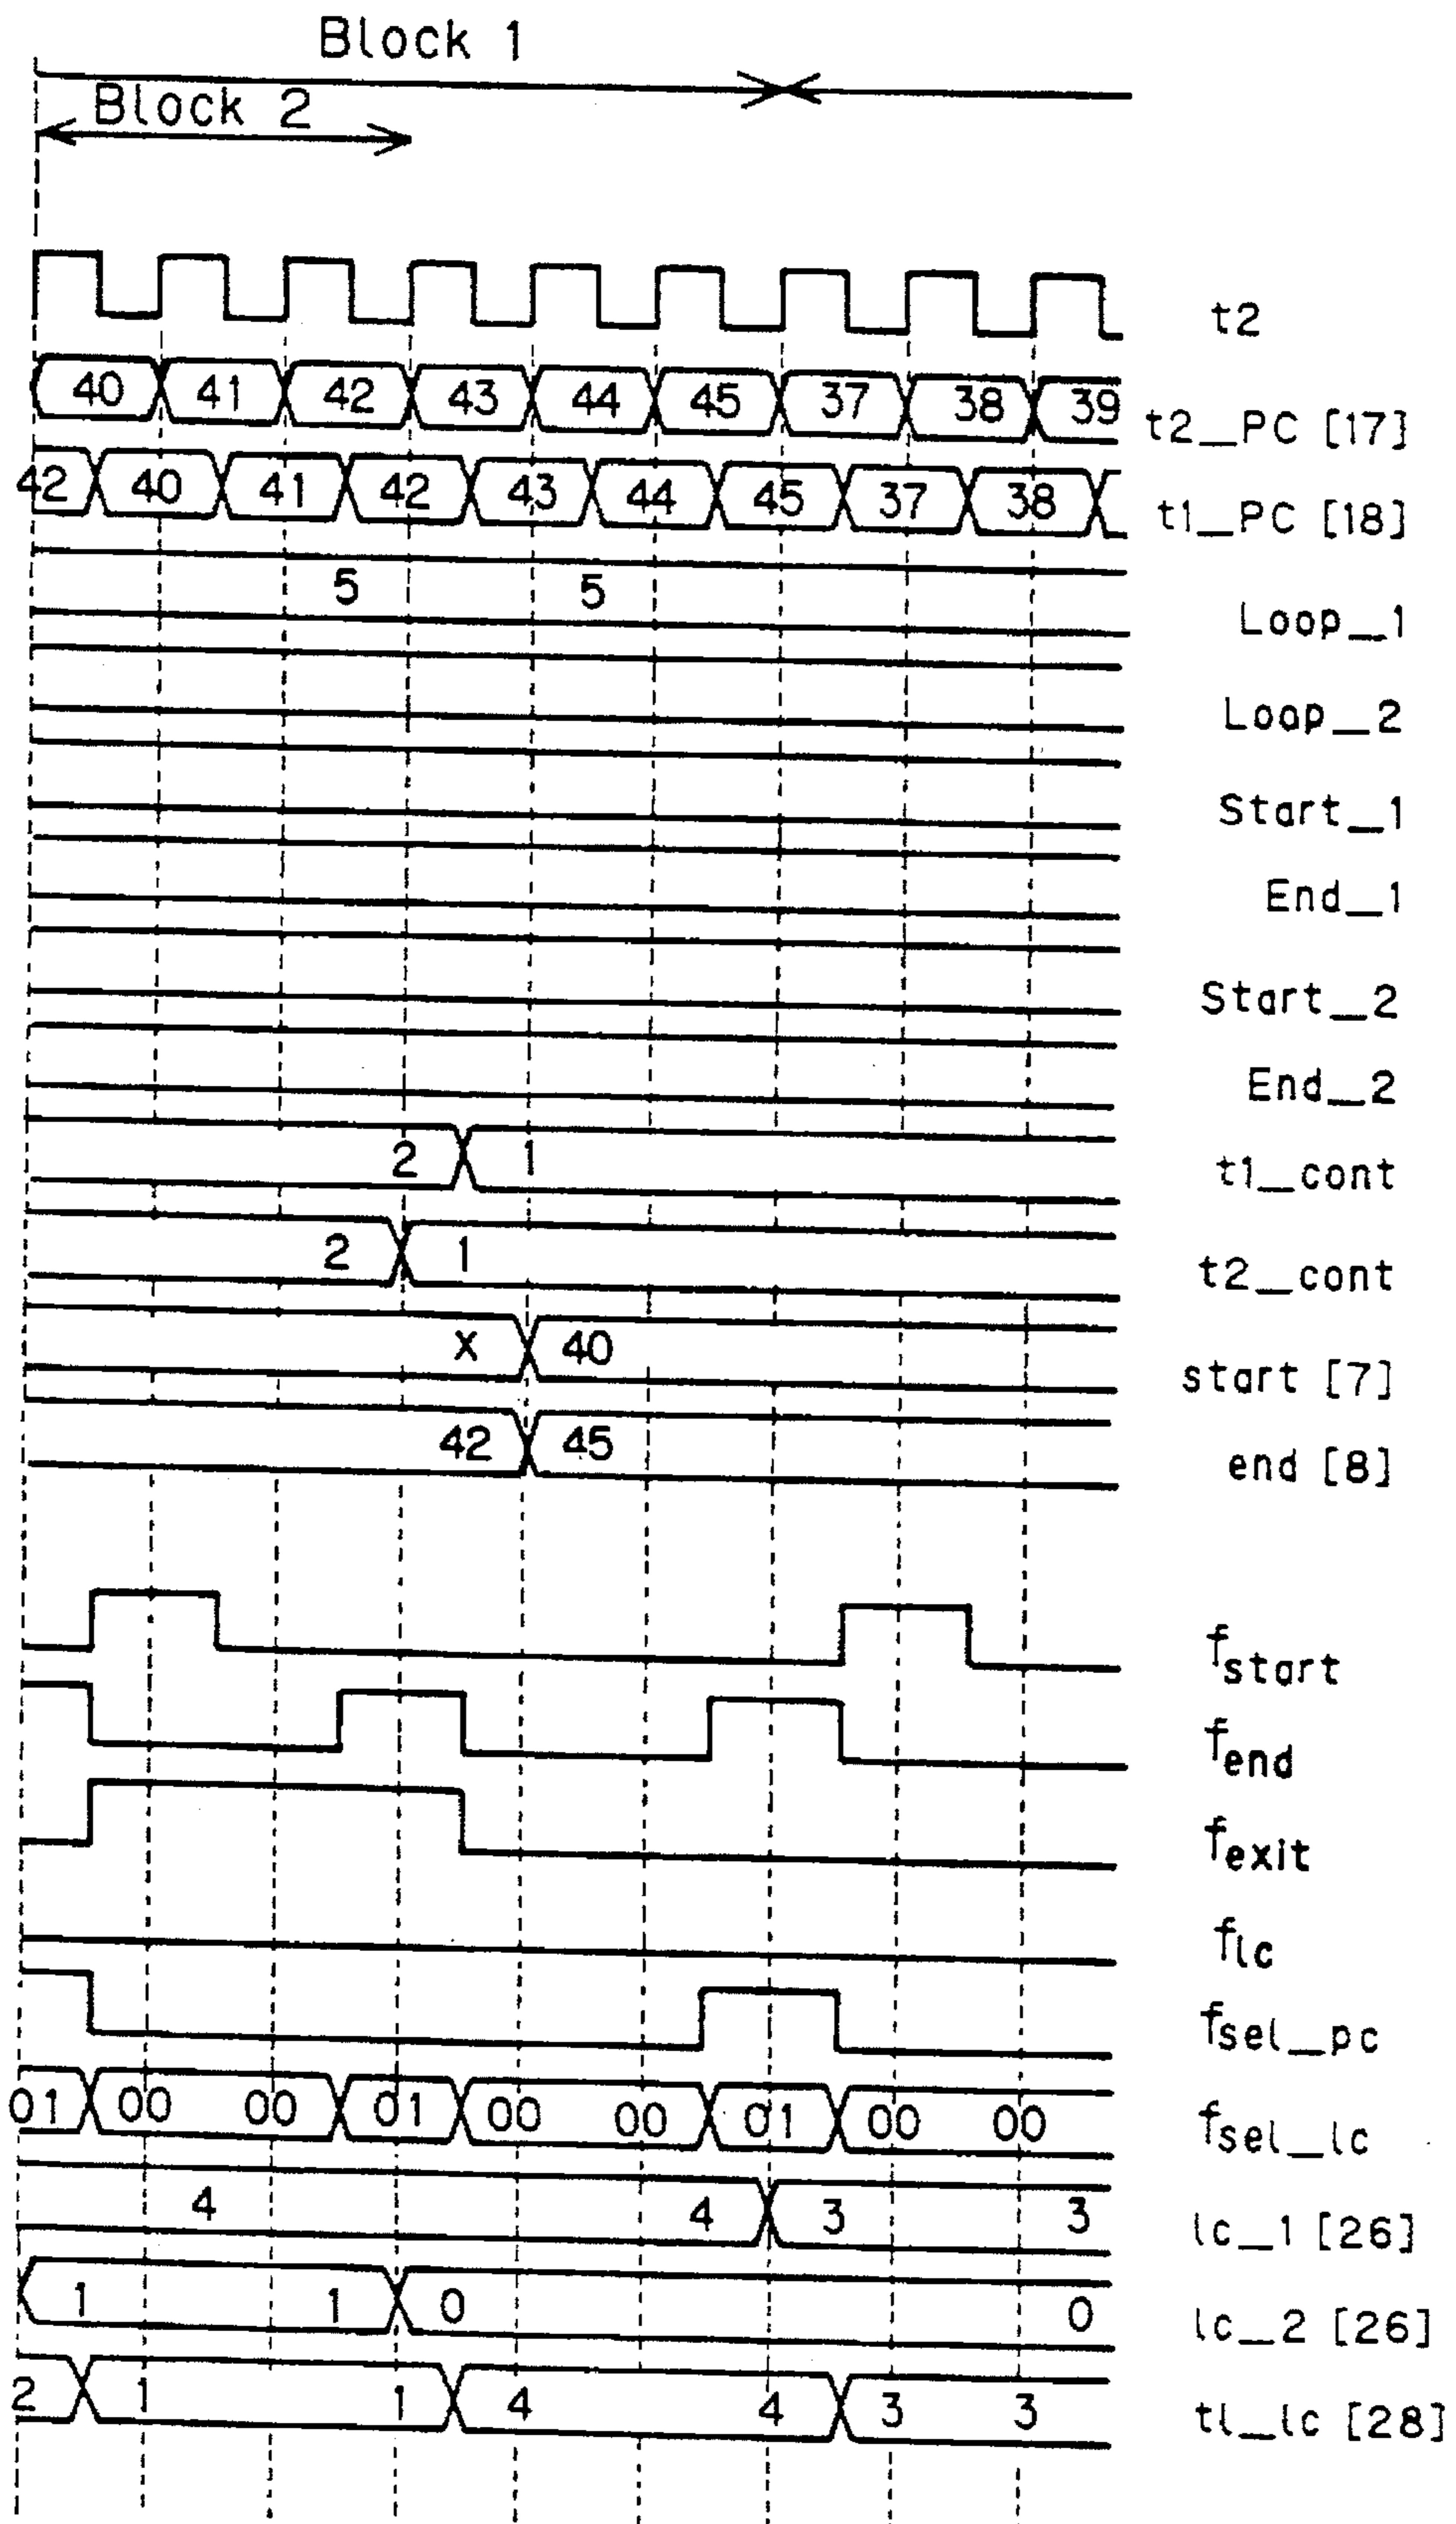 Block 1
Block 2
t2
40 41 42 43 44 45 37 38 39 t2_PC [17]
42 40 41 42 43 44 45 37 38 t1_PC [18]
5 5 Loop_1
Loop_2
Start_1
End_1
Start_2
End_2
2 1 t1_cont
2 1 t2_cont
x 40 start [7]
42 45 end [8]
fstart
fend
fexit
flc
fsel_pc
01 00 00 01 00 00 01 00 00 fsel_lc
4 4 3 3 lc_1 [26]
1 1 0 0 lc_2 [26]
2 1 1 4 4 3 3 tl_lc [28]